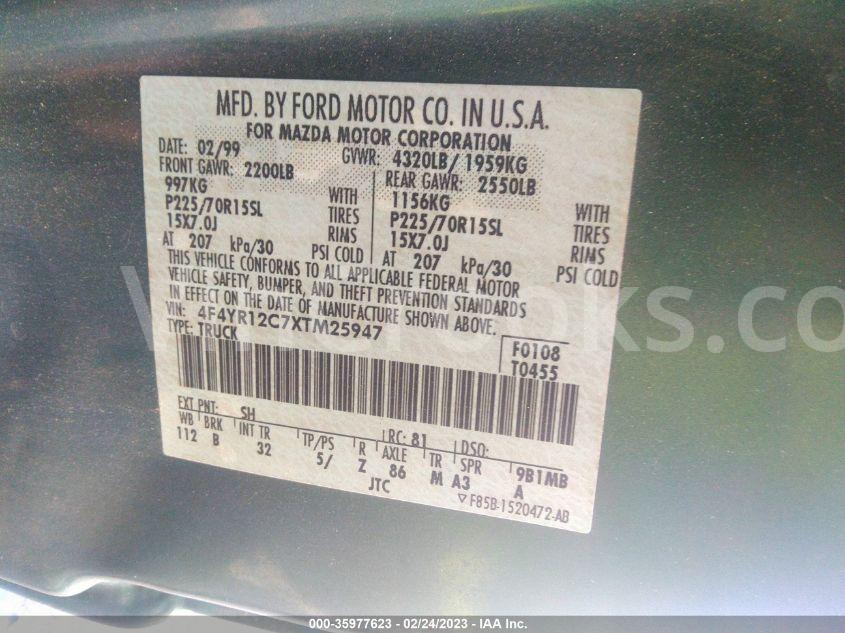 MFD. BY FORD MOTOR CO. IN U.S.A.
FOR MAZDA MOTOR CORPORATION
DATE: 02/99 GVWR: 4320LB/ 1959KG
FRONT GAWR: 2200LB REAR GAWR: 2550LB
997KG WITH 1156KG WITH
P225/70R15SL TIRES P225/70R15SL TIRES
15X7.0J RIMS 15X7.0J RIMS
AT 207 kPa/30 PSI COLD AT 207 kPa/30 PSI COLD
THIS VEHICLE CONFORMS TO ALL APPLICABLE FEDERAL MOTOR
VEHICLE SAFETY, BUMPER, AND THEFT PREVENTION STANDARDS
IN EFFECT ON THE DATE OF MANUFACTURE SHOWN ABOVE.
VIN: 4F4YR12C7XTM25947
TYPE: TRUCK
F0108
T0455
EXT PNT: SH RC: 81 DSO:
WB BRK INT TR TP/PS R AXLE TR SPR 9B1MB
112 B 32 5/ Z 86 M A3 A
JTC
F85B-1520472-AB
000-35977623 - 02/24/2023 - IAA Inc.